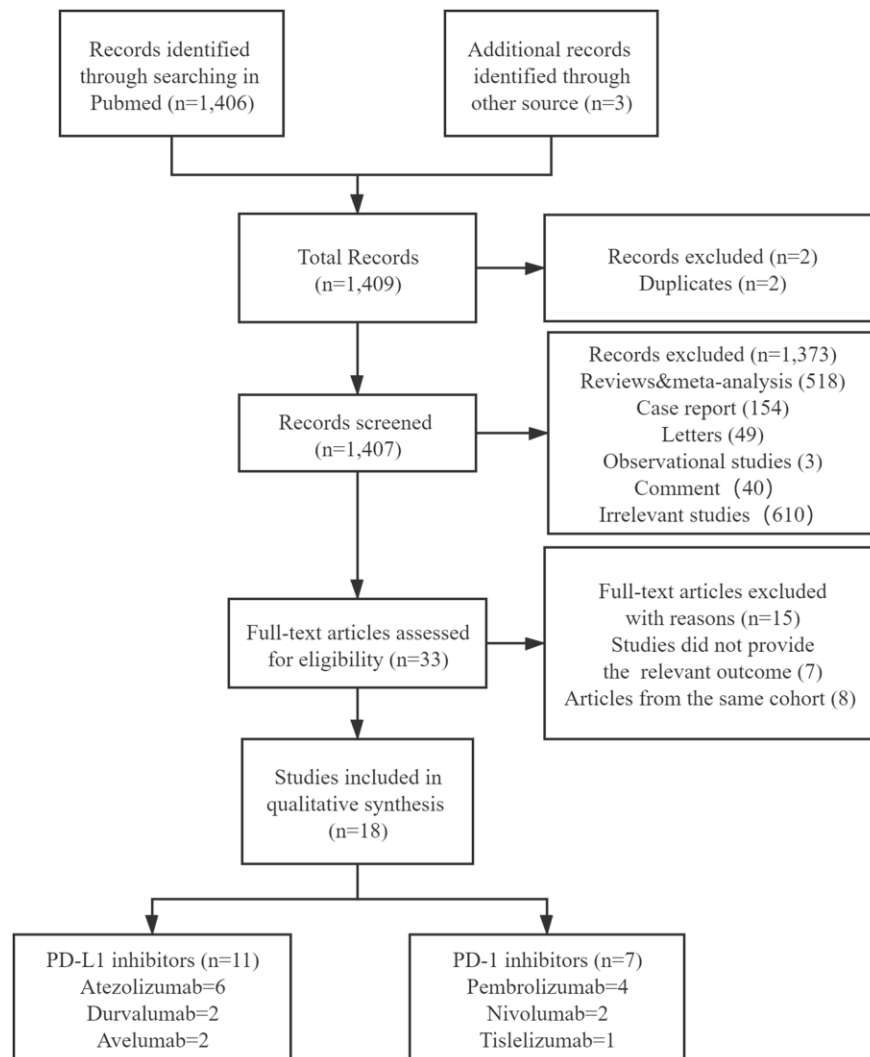 Records identified
through searching in
Pubmed (n=1,406)
Additional records
identified through
other source (n=3)
Total Records
(n=1,409)
Records excluded (n=2)
Duplicates (n=2)
Records screened
(n=1,407)
Records excluded (n=1,373)
Reviews&meta-analysis (518)
Case report (154)
Letters (49)
Observational studies (3)
Comment（40）
Irrelevant studies（610）
Full-text articles assessed
for eligibility (n=33)
Full-text articles excluded
with reasons (n=15)
Studies did not provide
the relevant outcome (7)
Articles from the same cohort (8)
Studies included in
qualitative synthesis
(n=18)
PD-L1 inhibitors (n=11)
Atezolizumab=6
Durvalumab=2
Avelumab=2
PD-1 inhibitors (n=7)
Pembrolizumab=4
Nivolumab=2
Tislelizumab=1